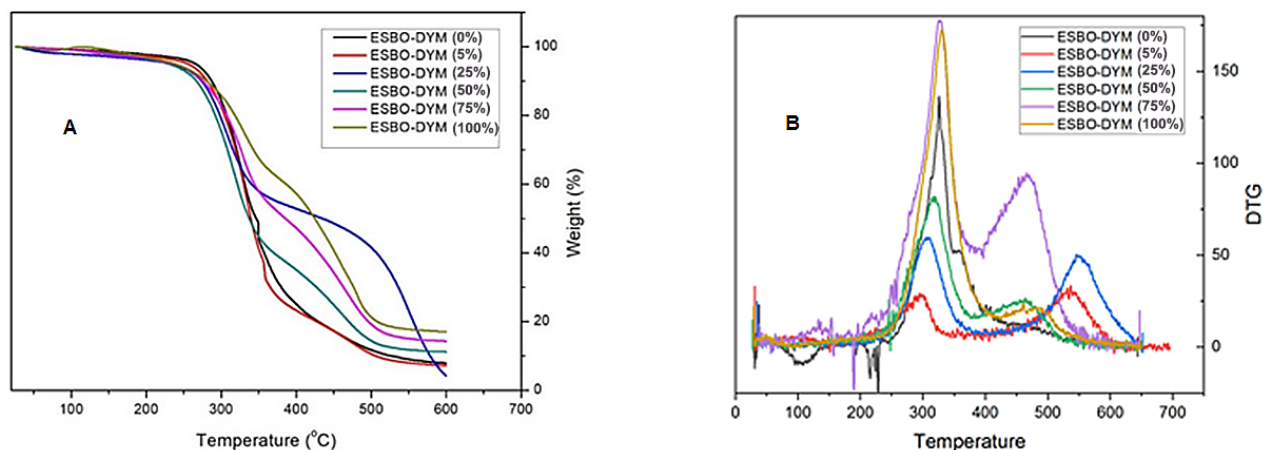 A
ESBO-DYM (0%)
ESBO-DYM (5%)
ESBO-DYM (25%)
ESBO-DYM (50%)
ESBO-DYM (75%)
ESBO-DYM (100%)
100
80
60
40
20
0
Weight (%)
100 200 300 400 500 600 700
Temperature (°C)
B
ESBO-DYM (0%)
ESBO-DYM (5%)
ESBO-DYM (25%)
ESBO-DYM (50%)
ESBO-DYM (75%)
ESBO-DYM (100%)
150
100
50
0
DTG
0 100 200 300 400 500 600 700
Temperature